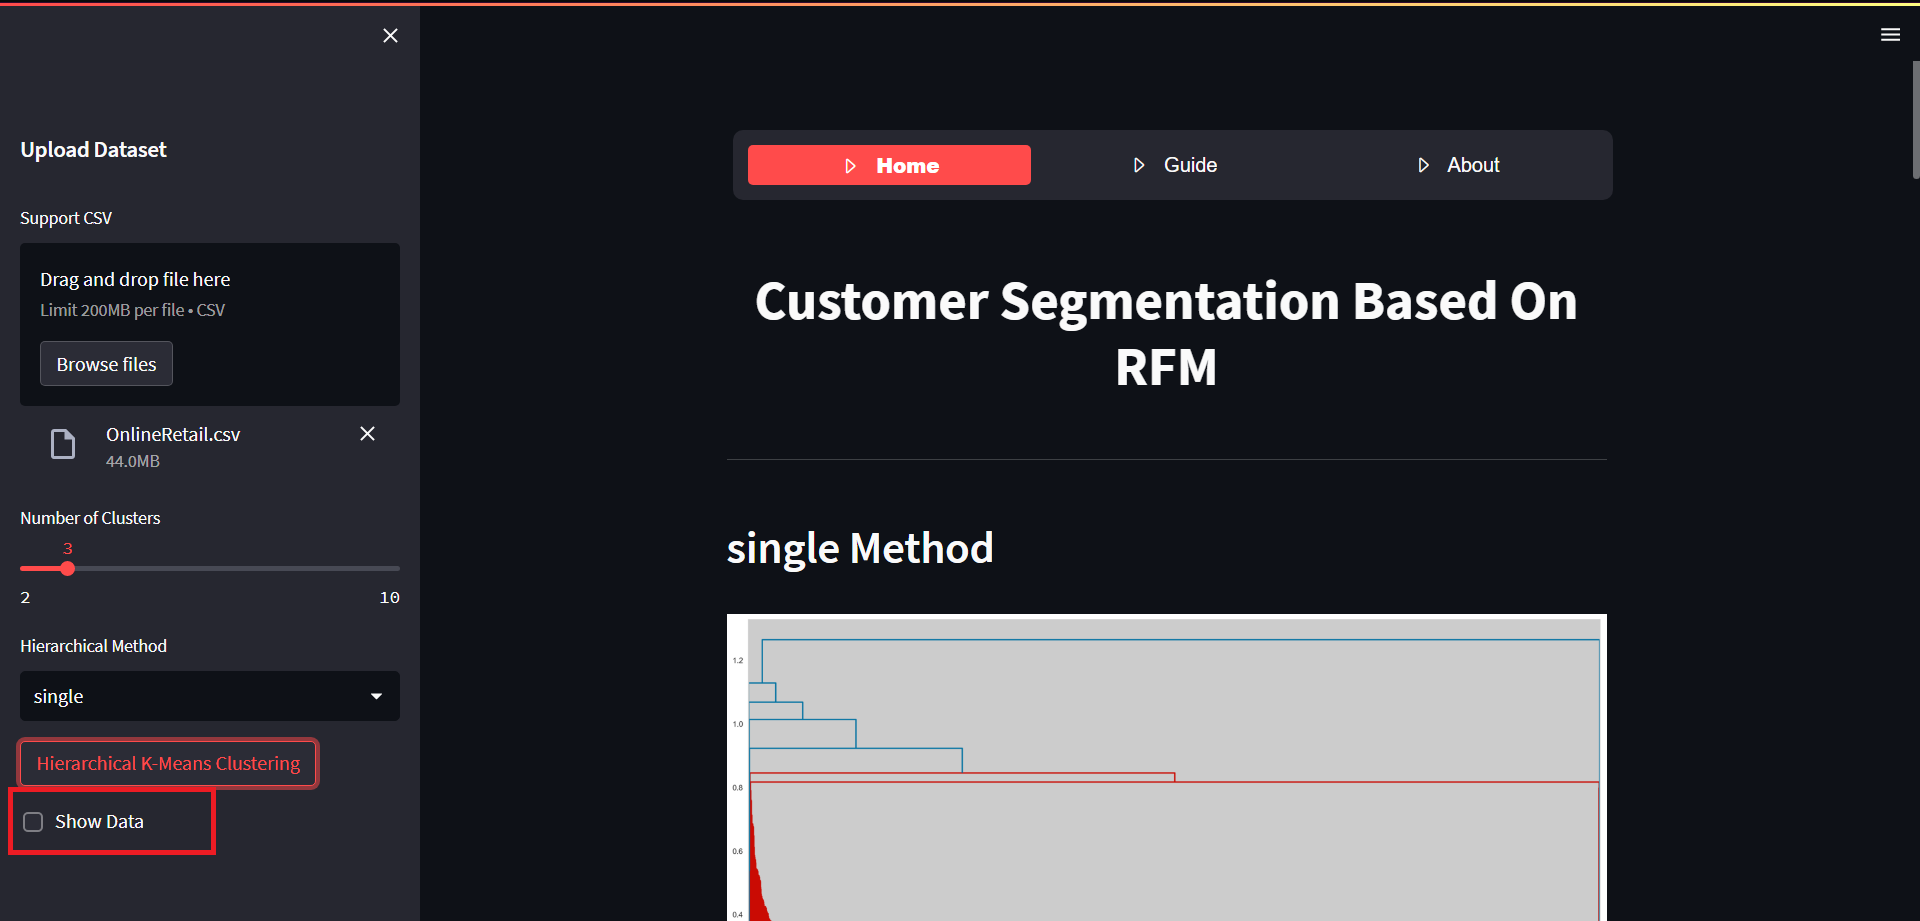 Upload Dataset
Support CSV
Drag and drop file here
Limit 200MB per file • CSV
Browse files
OnlineRetail.csv
44.0MB
Number of Clusters
3
2 10
Hierarchical Method
single
Hierarchical K-Means Clustering
Show Data
Home Guide About
Customer Segmentation Based On
RFM
single Method
1.2
1.0
0.8
0.6
0.4